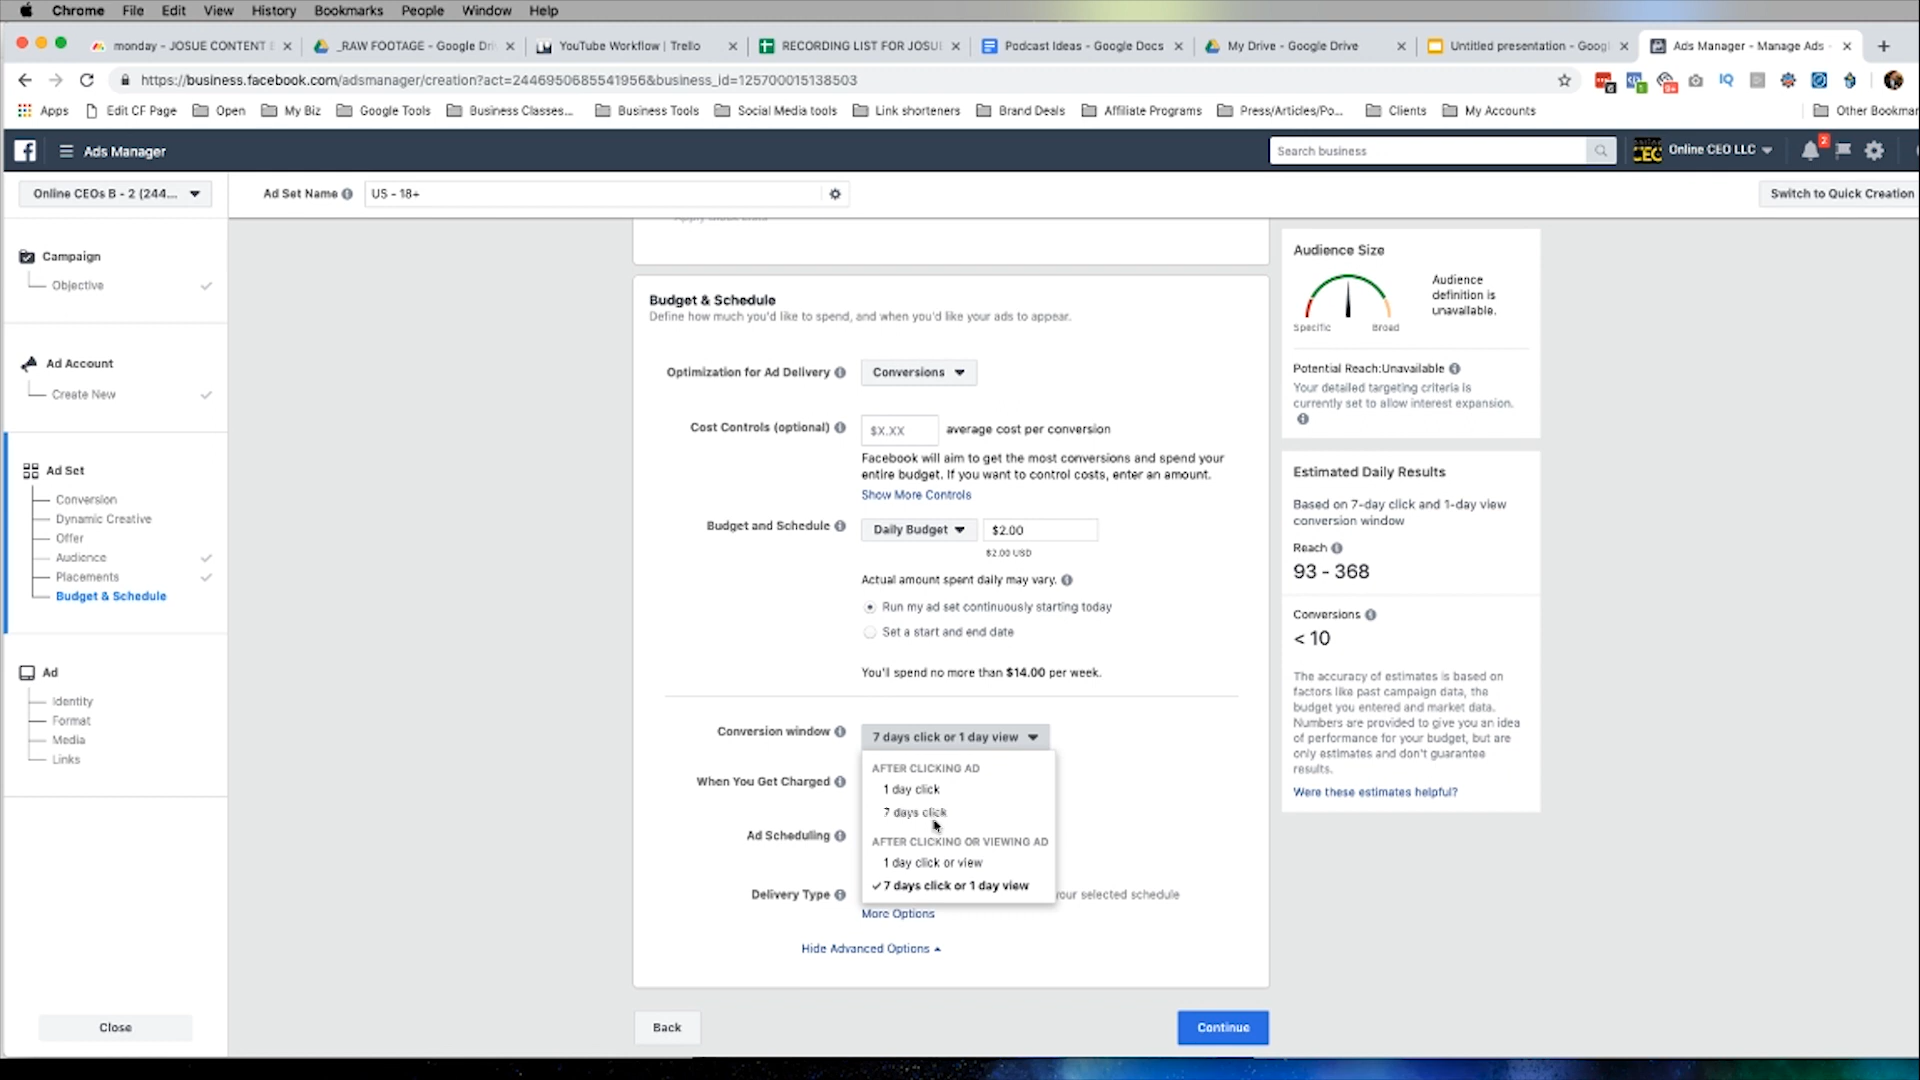 Chrome File Edit View History Bookmarks People Window Help
monday - JOSUE CONTENT
_RAW FOOTAGE - Google Dri
YouTube Workflow | Trello
RECORDING LIST FOR JOSUE
Podcast Ideas - Google Docs
My Drive - Google Drive
Untitled presentation - Googl
Ads Manager - Manage Ads -
https://business.facebook.com/adsmanager/creation?act=2446950685541956&business_id=125700015138503
IQ
Apps Edit CF Page Open My Biz Google Tools Business Classes... Business Tools Social Media tools Link shorteners Brand Deals Affiliate Programs Press/Articles/Po... Clients My Accounts Other Bookmar
Ads Manager
Search business
Online CEO LLC
2
Online CEOs B - 2 (244...
Ad Set Name
US - 18+
Switch to Quick Creation
Campaign
Objective
Ad Account
Create New
Ad Set
Conversion
Dynamic Creative
Offer
Audience
Placements
Budget & Schedule
Ad
Identity
Format
Media
Links
Close
Budget & Schedule
Define how much you'd like to spend, and when you'd like your ads to appear.
Optimization for Ad Delivery
Conversions
Cost Controls (optional)
$X.XX average cost per conversion
Facebook will aim to get the most conversions and spend your
entire budget. If you want to control costs, enter an amount.
Show More Controls
Budget and Schedule
Daily Budget
$2.00
$2.00 USD
Actual amount spent daily may vary.
Run my ad set continuously starting today
Set a start and end date
You'll spend no more than $14.00 per week.
Conversion window
7 days click or 1 day view
AFTER CLICKING AD
1 day click
7 days click
AFTER CLICKING OR VIEWING AD
1 day click or view
7 days click or 1 day view
When You Get Charged
Ad Scheduling
Delivery Type
your selected schedule
More Options
Hide Advanced Options
Back
Continue
Audience Size
Specific
Broad
Audience
definition is
unavailable.
Potential Reach:Unavailable
Your detailed targeting criteria is
currently set to allow interest expansion.
Estimated Daily Results
Based on 7-day click and 1-day view
conversion window
Reach
93 - 368
Conversions
< 10
The accuracy of estimates is based on
factors like past campaign data, the
budget you entered and market data.
Numbers are provided to give you an idea
of performance for your budget, but are
only estimates and don't guarantee
results.
Were these estimates helpful?